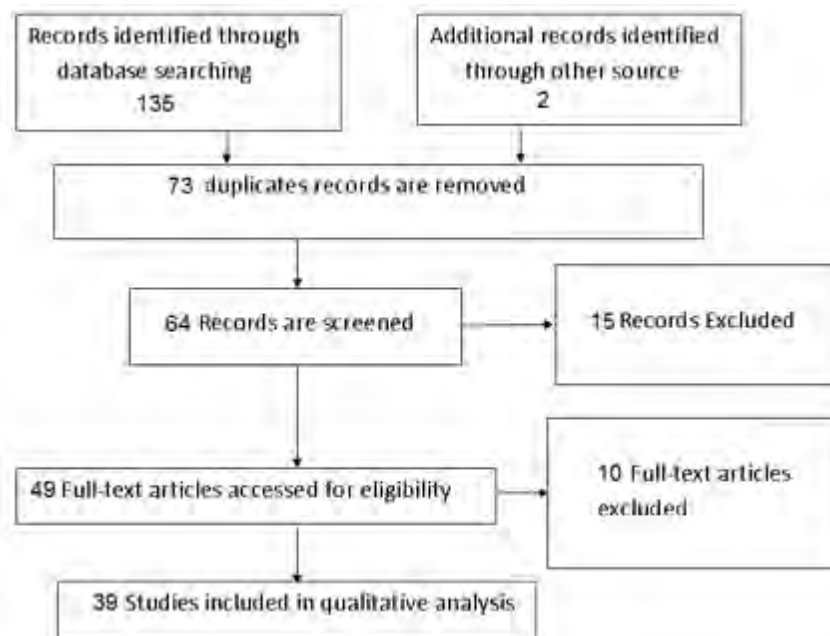 Records identified through
database searching
135
Additional records identified
through other source
2
73 duplicates records are removed
64 Records are screened
15 Records Excluded
49 Full-text articles accessed for eligibility
10 Full-text articles
excluded
39 Studies included in qualitative analysis